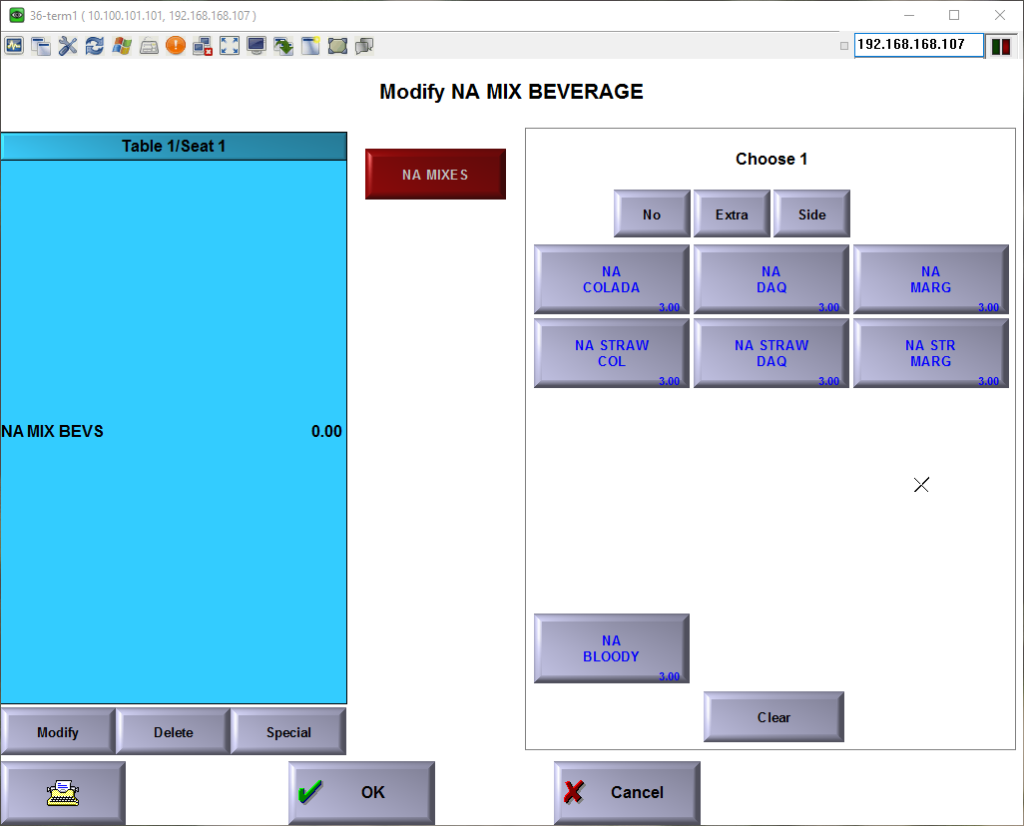 36-term1 ( 10.100.101.101, 192.168.168.107 )
192.168.168.107
Modify NA MIX BEVERAGE
Table 1/Seat 1
NA MIX BEVS 0.00
Modify Delete Special
NA MIXES
Choose 1
No Extra Side
NA
COLADA
3.00
NA
DAQ
3.00
NA
MARG
3.00
NA STRAW
COL
3.00
NA STRAW
DAQ
3.00
NA STR
MARG
3.00
NA
BLOODY
3.00
Clear
OK
Cancel